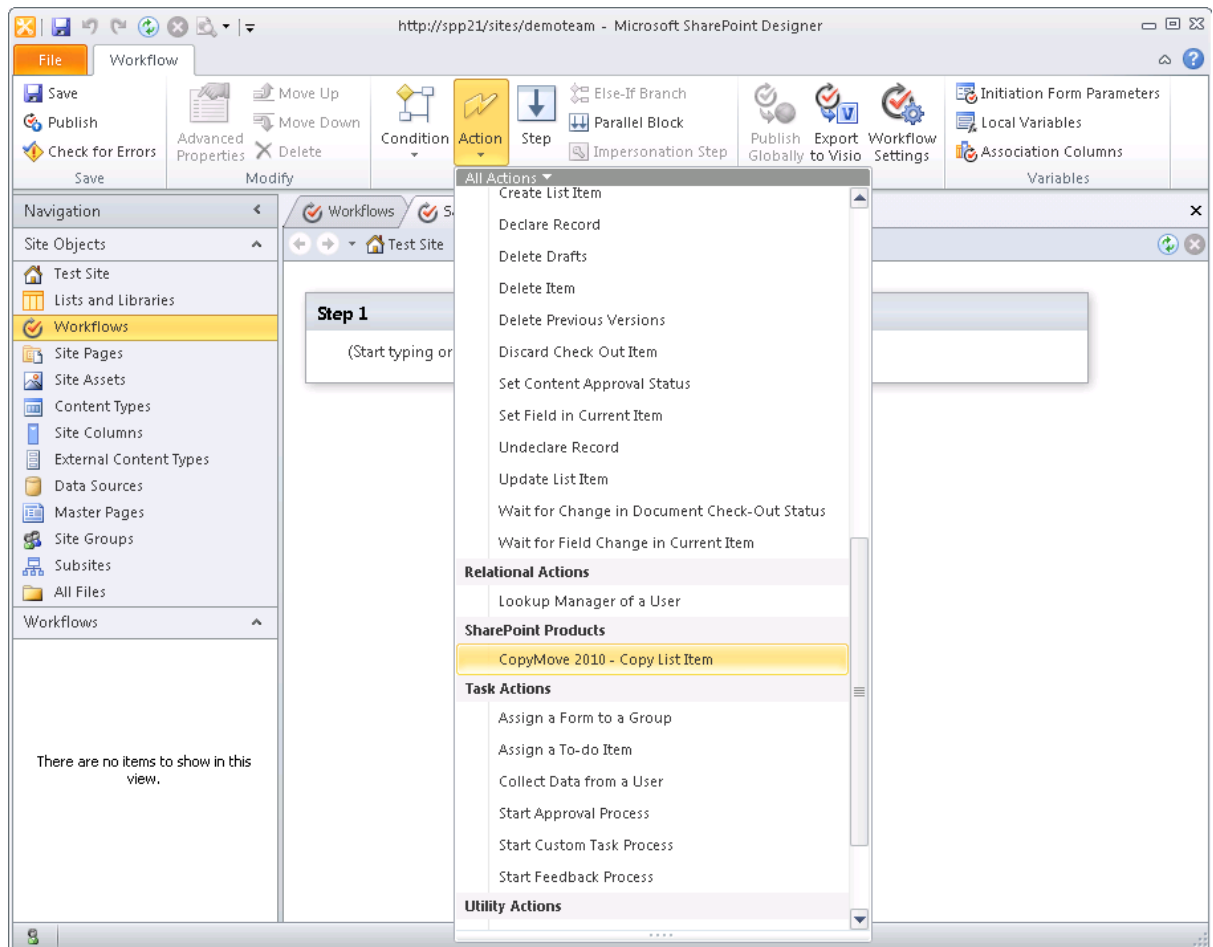 http://spp21/sites/demoteam - Microsoft SharePoint Designer
File
Workflow
Save
Publish
Check for Errors
Save
Advanced
Properties
Move Up
Move Down
Delete
Modify
Condition
Action
Step
Else-If Branch
Parallel Block
Impersonation Step
Publish
Globally
Export
to Visio
Workflow
Settings
Initiation Form Parameters
Local Variables
Association Columns
Variables
Navigation
Site Objects
Test Site
Lists and Libraries
Workflows
Site Pages
Site Assets
Content Types
Site Columns
External Content Types
Data Sources
Master Pages
Site Groups
Subsites
All Files
Workflows
There are no items to show in this
view.
Workflows
Test Site
Step 1
(Start typing or
All Actions
Create List Item
Declare Record
Delete Drafts
Delete Item
Delete Previous Versions
Discard Check Out Item
Set Content Approval Status
Set Field in Current Item
Undeclare Record
Update List Item
Wait for Change in Document Check-Out Status
Wait for Field Change in Current Item
Relational Actions
Lookup Manager of a User
SharePoint Products
CopyMove 2010 - Copy List Item
Task Actions
Assign a Form to a Group
Assign a To-do Item
Collect Data from a User
Start Approval Process
Start Custom Task Process
Start Feedback Process
Utility Actions